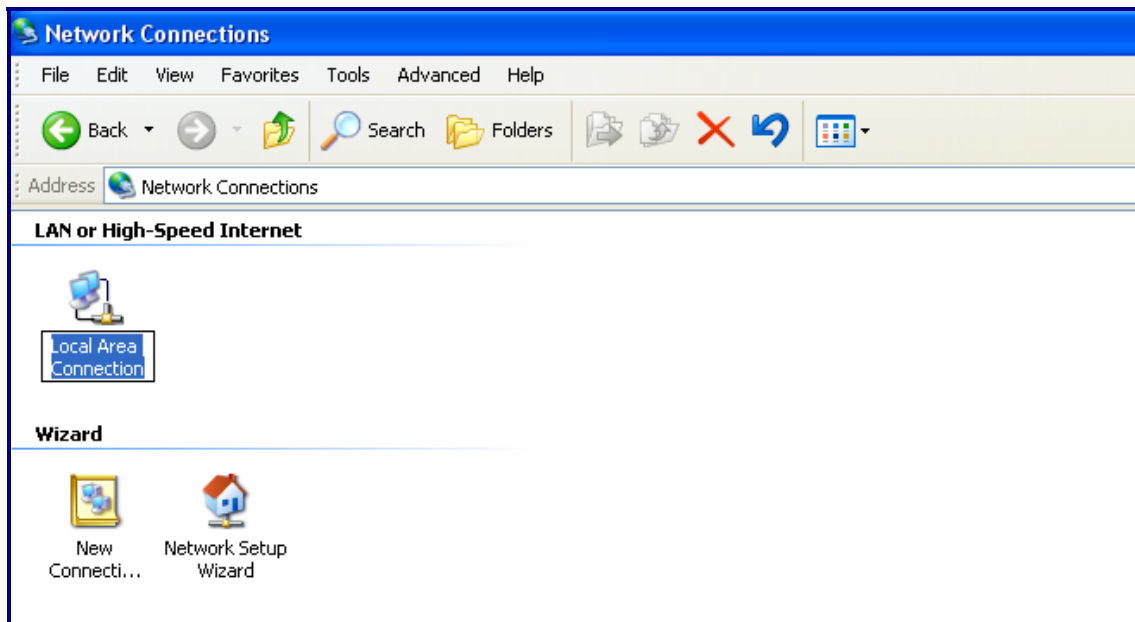 Network Connections
File Edit View Favorites Tools Advanced Help
Back Search Folders
Address Network Connections
LAN or High-Speed Internet
Local Area
Connection
Wizard
New Network Setup
Connecti... Wizard